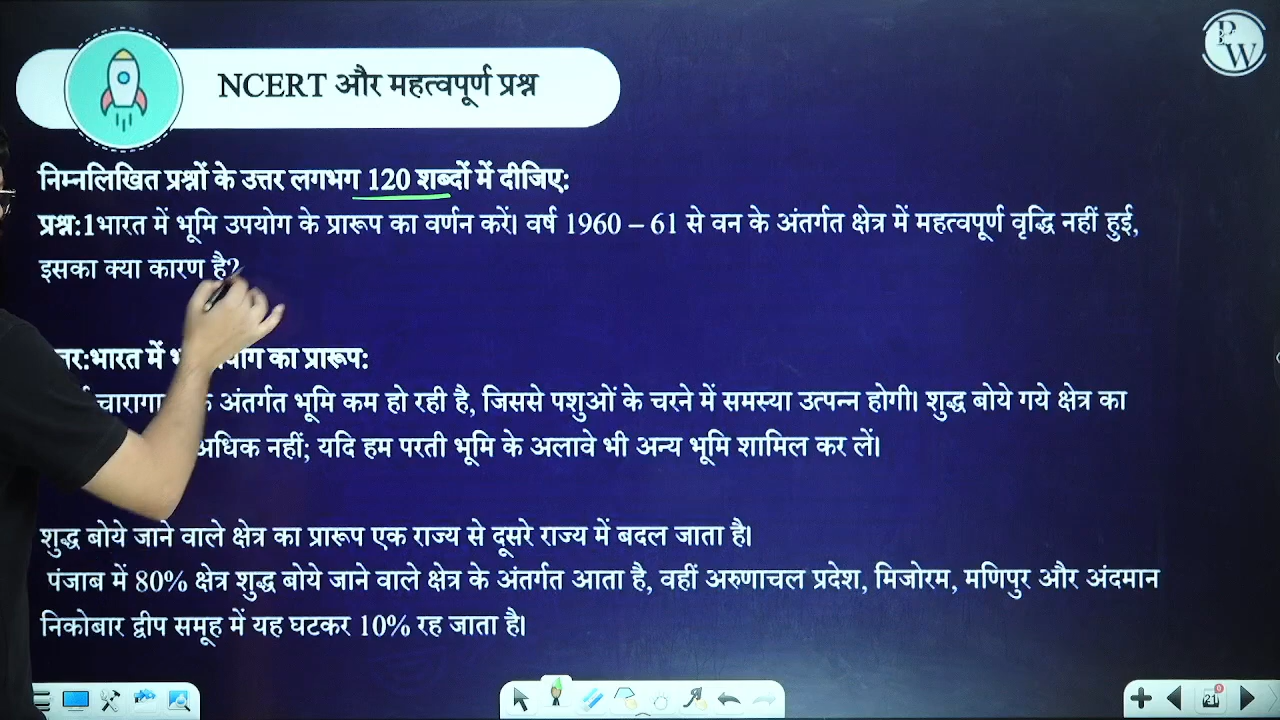 PW
NCERT और महत्वपूर्ण प्रश्न
निम्नलिखित प्रश्नों के उत्तर लगभग 120 शब्दों में दीजिए:
प्रश्न:1भारत में भूमि उपयोग के प्रारूप का वर्णन करें। वर्ष 1960 – 61 से वन के अंतर्गत क्षेत्र में महत्वपूर्ण वृद्धि नहीं हुई,
इसका क्या कारण है?
भारत में का प्रारूप:
अंतर्गत भूमि कम हो रही है, जिससे पशुओं के चरने में समस्या उत्पन्न होगी। शुद्ध बोये गये क्षेत्र का
अधिक नहीं; यदि हम परती भूमि के अलावे भी अन्य भूमि शामिल कर लें।
शुद्ध बोये जाने वाले क्षेत्र का प्रारूप एक राज्य से दूसरे राज्य में बदल जाता है।
पंजाब में 80% क्षेत्र शुद्ध बोये जाने वाले क्षेत्र के अंतर्गत आता है, वहीं अरुणाचल प्रदेश, मिजोरम, मणिपुर और अंदमान
निकोबार द्वीप समूह में यह घटकर 10% रह जाता है।
21